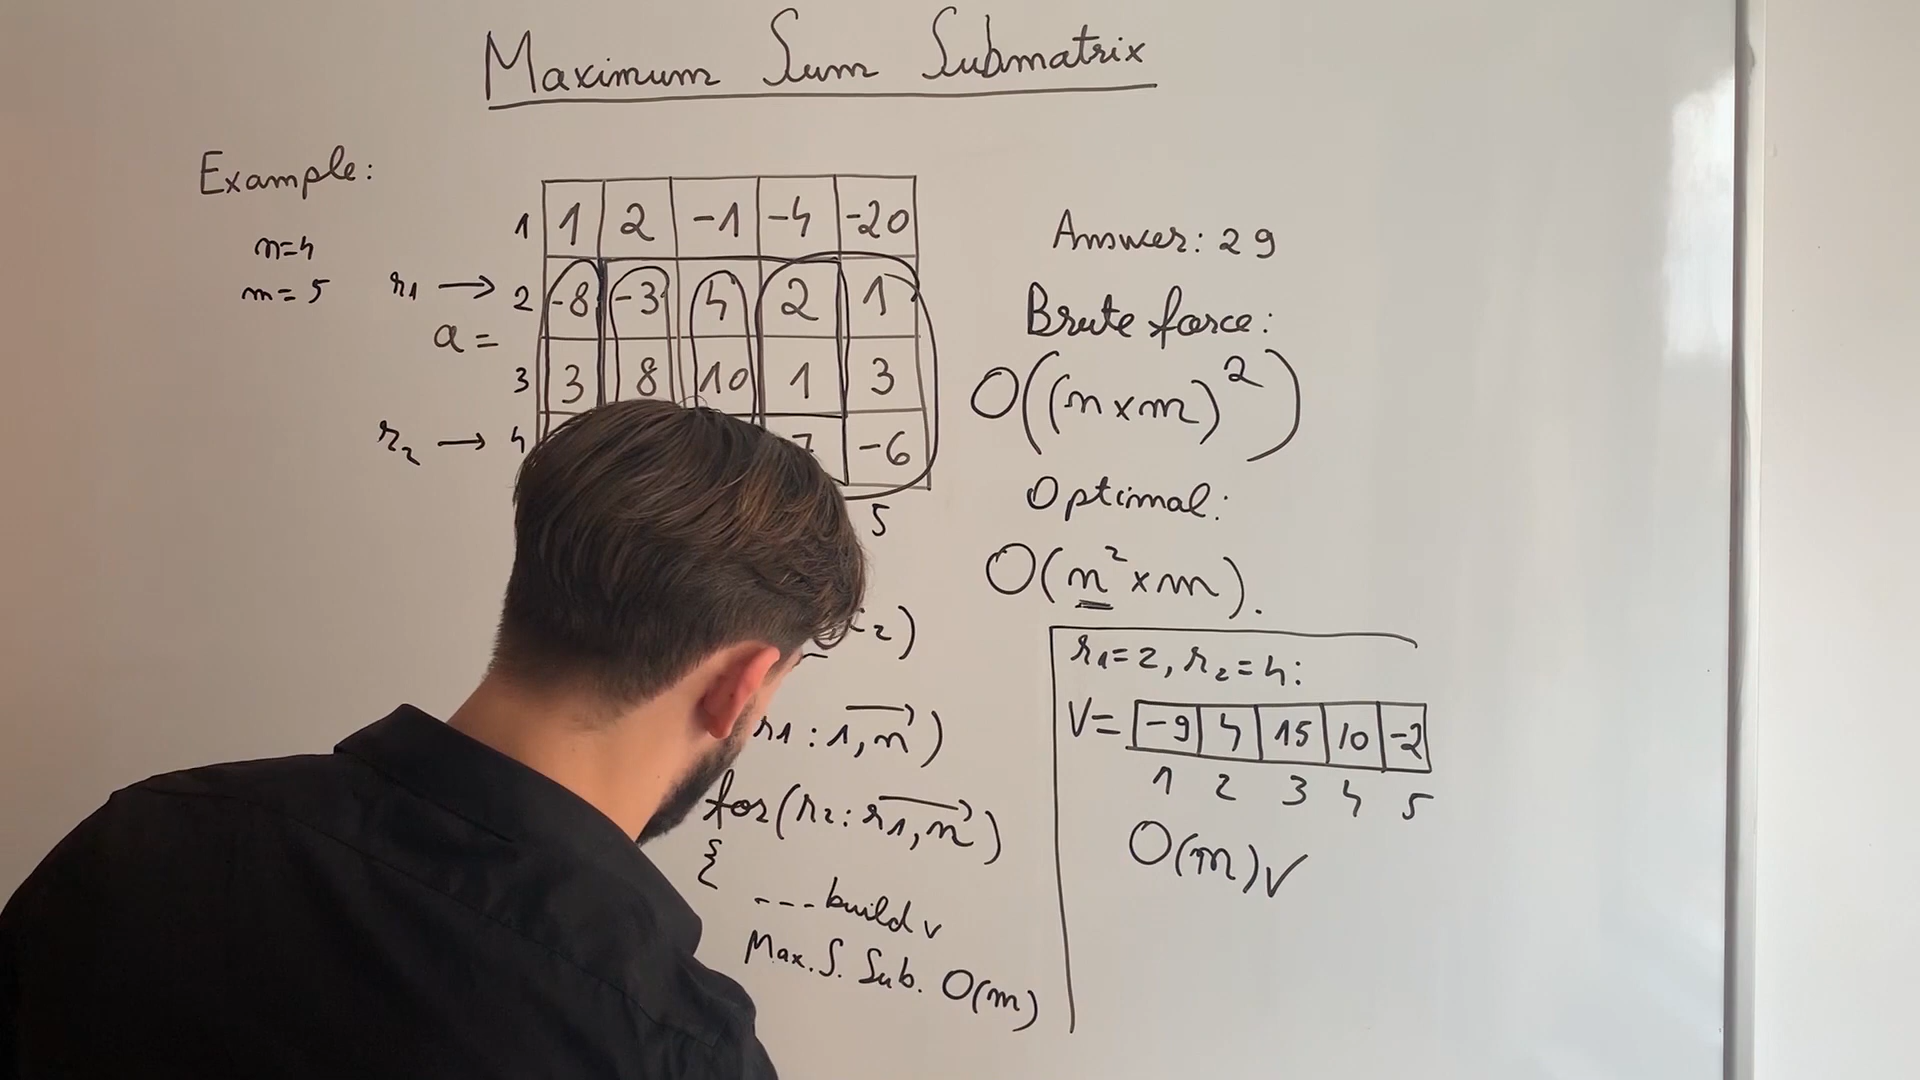 Maximum Sum Submatrix
Example:
n=4
m=5
a=
r1 →
r2 →
1 1 2 -1 -4 -20
2 -8 -3 4 2 1
3 3 8 10 1 3
4 7 -6
5
Answer: 29
Brute force:
O((n×m)²)
Optimal:
O(n²×m).
2)
r1:1,n)
for(r2:r1,n)
{
---build v
Max. S. Sub. O(m)
r1=2, r2=4:
V= -9 4 15 10 -2
1 2 3 4 5
O(m)✓